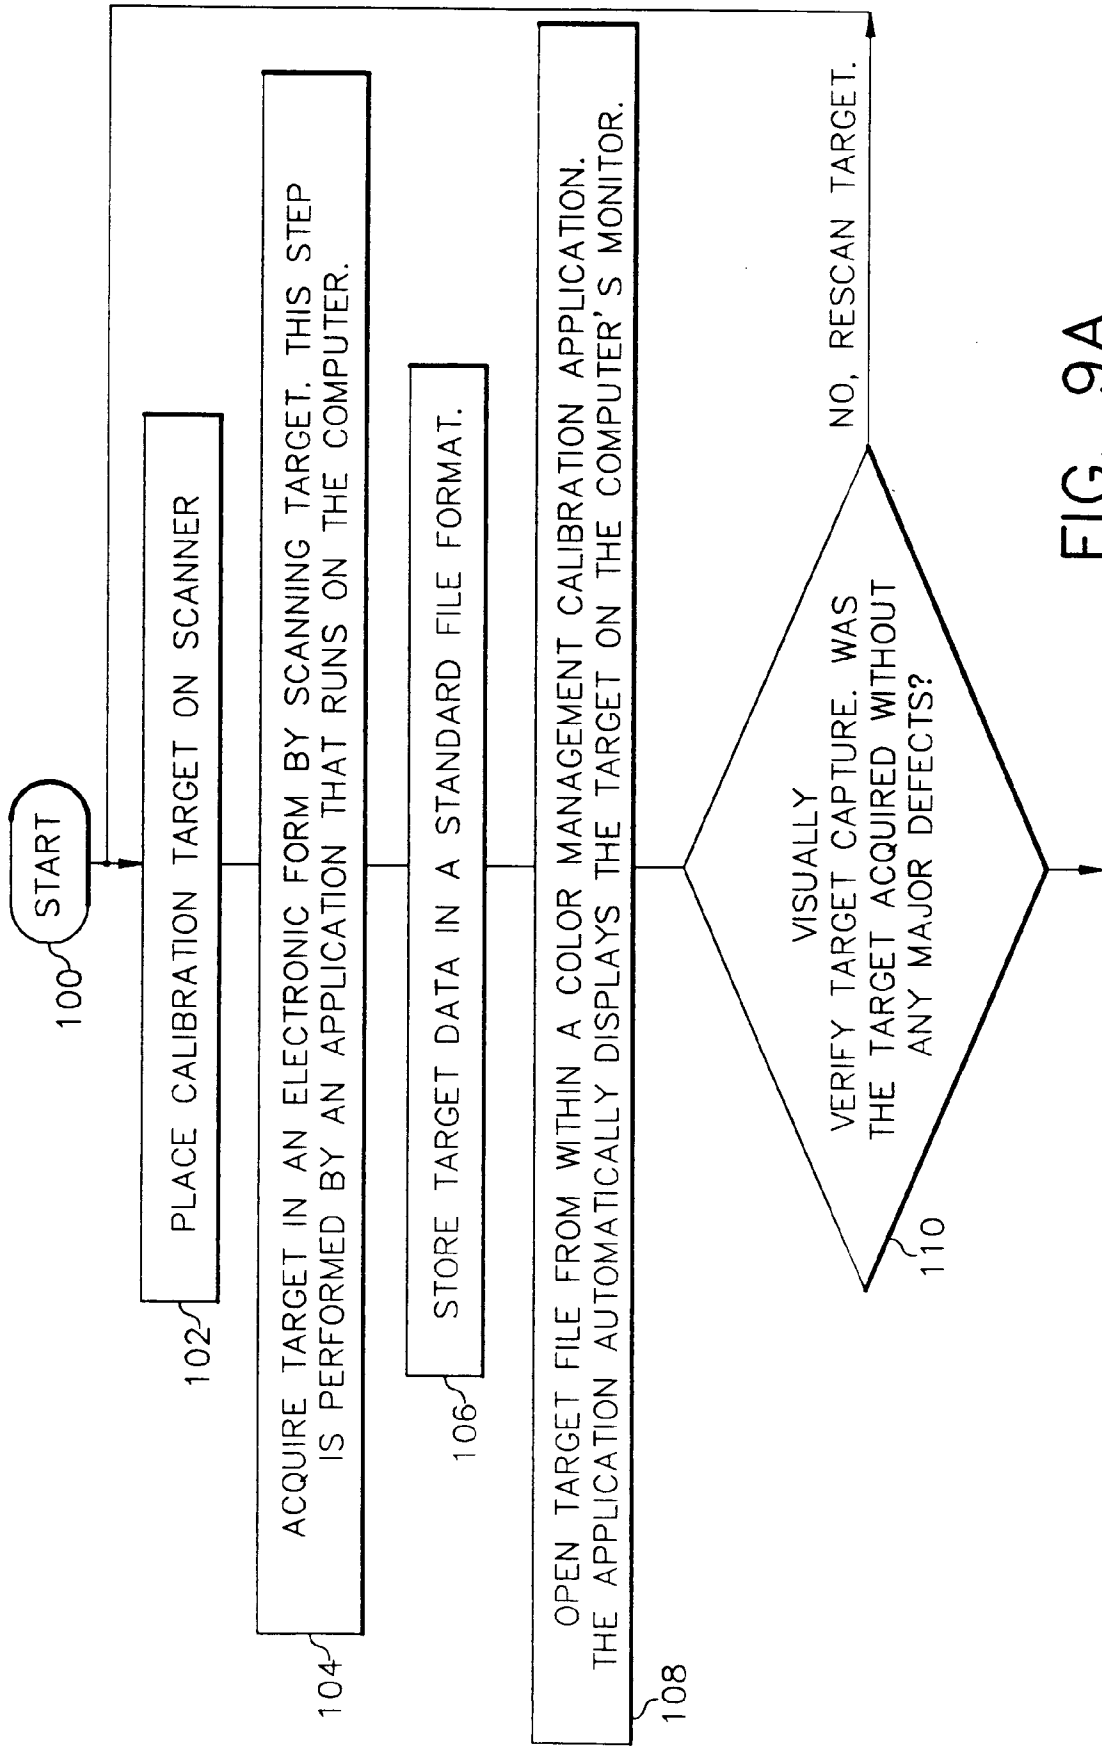 START
100
PLACE CALIBRATION TARGET ON SCANNER
102
ACQUIRE TARGET IN AN ELECTRONIC FORM BY SCANNING TARGET. THIS STEP
IS PERFORMED BY AN APPLICATION THAT RUNS ON THE COMPUTER.
104
STORE TARGET DATA IN A STANDARD FILE FORMAT.
106
OPEN TARGET FILE FROM WITHIN A COLOR MANAGEMENT CALIBRATION APPLICATION.
THE APPLICATION AUTOMATICALLY DISPLAYS THE TARGET ON THE COMPUTER'S MONITOR.
108
VISUALLY
VERIFY TARGET CAPTURE. WAS
THE TARGET ACQUIRED WITHOUT
ANY MAJOR DEFECTS?
110
NO, RESCAN TARGET.
FIG. 9A